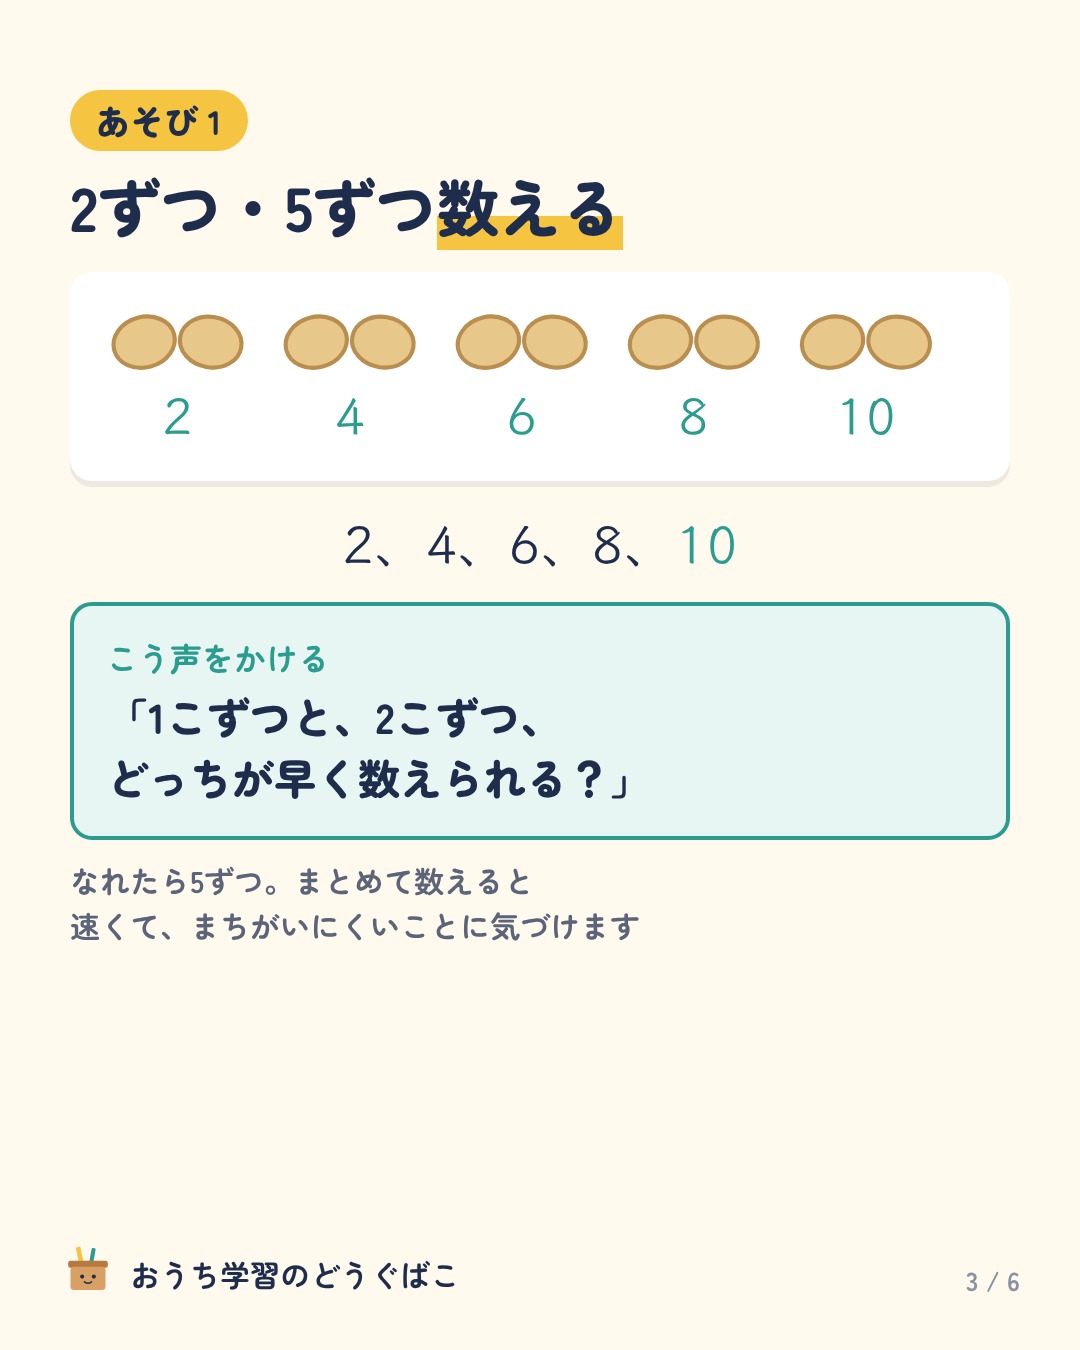 あそび 1
2ずつ・5ずつ数える
2 4 6 8 10
2、4、6、8、10
こう声をかける
「1こずつと、2こずつ、
どっちが早く数えられる？」
なれたら5ずつ。まとめて数えると
速くて、まちがいにくいことに気づけます
おうち学習のどうぐばこ
3 / 6